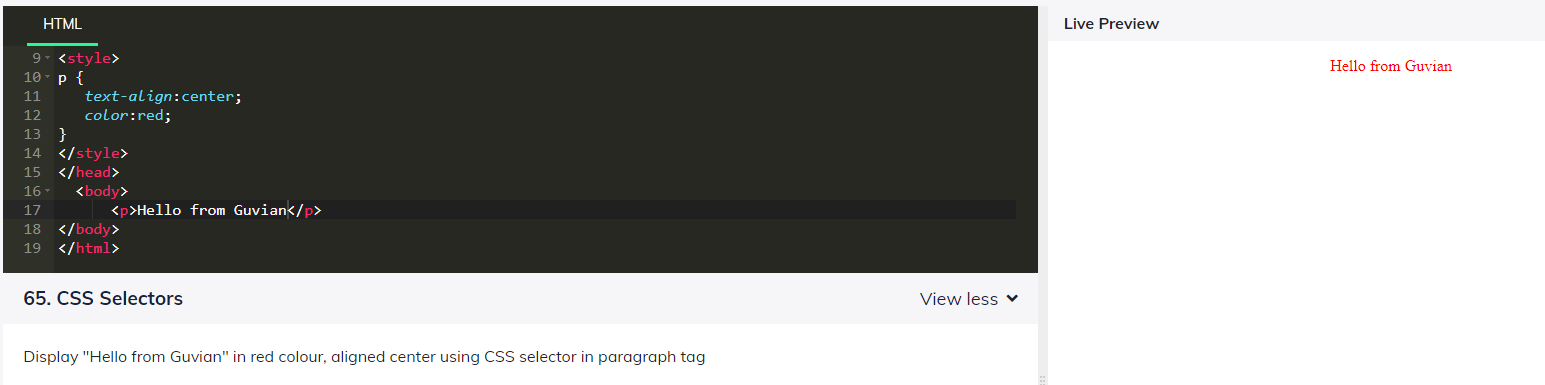 HTML
Live Preview
9 <style>
10 p {
11 text-align:center;
12 color:red;
13 }
14 </style>
15 </head>
16 <body>
17 <p>Hello from Guvian</p>
18 </body>
19 </html>
Hello from Guvian
65. CSS Selectors
View less
Display "Hello from Guvian" in red colour, aligned center using CSS selector in paragraph tag